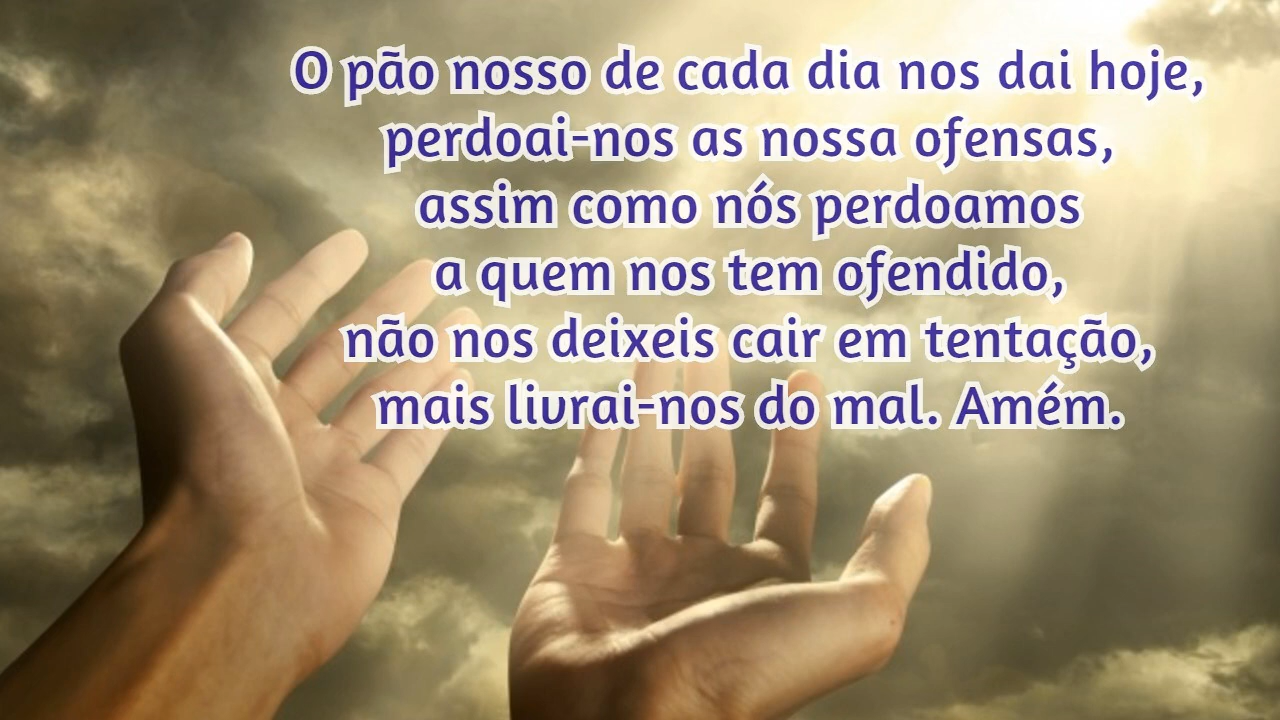 O pão nosso de cada dia nos dai hoje,
perdoai-nos as nossa ofensas,
assim como nós perdoamos
a quem nos tem ofendido,
não nos deixeis cair em tentação,
mais livrai-nos do mal. Amém.